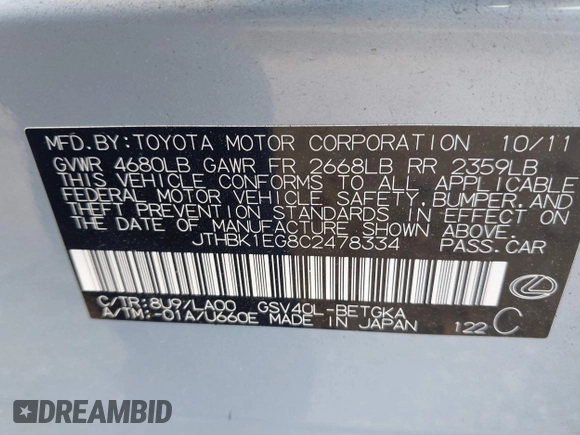 MFD.BY:TOYOTA MOTOR CORPORATION 10/11
GVWR 4680LB GAWR FR 2668LB RR 2359LB
THIS VEHICLE CONFORMS TO ALL APPLICABLE
FEDERAL MOTOR VEHICLE SAFETY,BUMPER,AND
THEFT PREVENTION STANDARDS IN EFFECT ON
THE DATE OF MANUFACTURE SHOWN ABOVE.
JTHBK1EG8C2478334 PASS.CAR
C/TR:8U9/LA00 GSV40L-BETGKA
A/TM:-01A/U660E MADE IN JAPAN 122 C
DREAMBID
CERTIFIED AUTOMOBILES